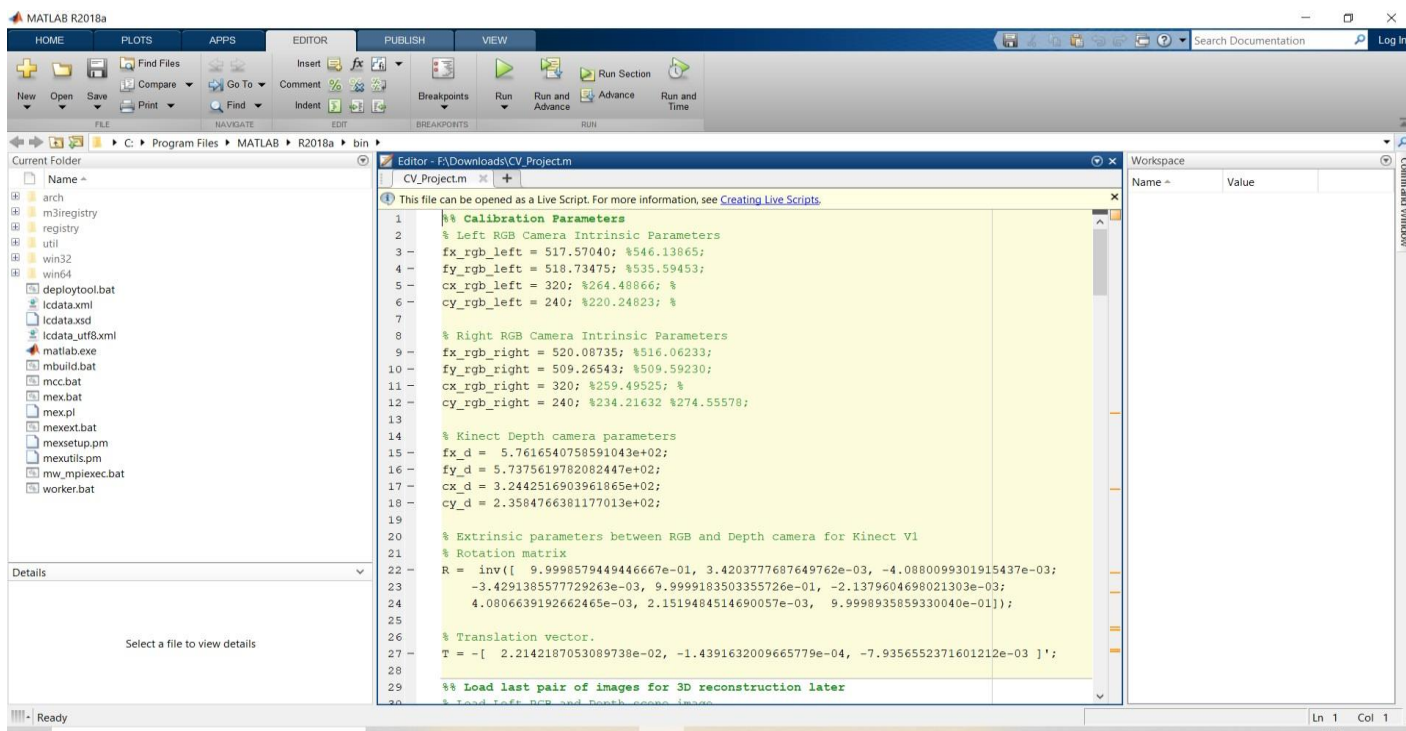 MATLAB R2018a
HOME PLOTS APPS EDITOR PUBLISH VIEW
Search Documentation
Log In
New Open Save
Find Files
Compare
Print
FILE
Go To
Find
NAVIGATE
Insert
Comment
Indent
EDIT
Breakpoints
BREAKPOINTS
Run
Run and Advance
Run Section
Advance
Run and Time
RUN
C: Program Files MATLAB R2018a bin
Current Folder
Name
arch
m3iregistry
registry
util
win32
win64
deploytool.bat
lcdata.xml
lcdata.xsd
lcdata_utf8.xml
matlab.exe
mbuild.bat
mcc.bat
mex.bat
mex.pl
mexext.bat
mexsetup.pm
mexutils.pm
mw_mpiexec.bat
worker.bat
Details
Select a file to view details
Editor - F:\Downloads\CV_Project.m
CV_Project.m
This file can be opened as a Live Script. For more information, see Creating Live Scripts.
1 %% Calibration Parameters
2 % Left RGB Camera Intrinsic Parameters
3 - fx_rgb_left = 517.57040; %546.13865;
4 - fy_rgb_left = 518.73475; %535.59453;
5 - cx_rgb_left = 320; %264.48866; %
6 - cy_rgb_left = 240; %220.24823; %
7
8 % Right RGB Camera Intrinsic Parameters
9 - fx_rgb_right = 520.08735; %516.06233;
10 - fy_rgb_right = 509.26543; %509.59230;
11 - cx_rgb_right = 320; %259.49525; %
12 - cy_rgb_right = 240; %234.21632 %274.55578;
13
14 % Kinect Depth camera parameters
15 - fx_d =  5.7616540758591043e+02;
16 - fy_d = 5.7375619782082447e+02;
17 - cx_d = 3.2442516903961865e+02;
18 - cy_d = 2.3584766381177013e+02;
19
20 % Extrinsic parameters between RGB and Depth camera for Kinect V1
21 % Rotation matrix
22 - R =  inv([  9.9998579449446667e-01, 3.4203777687649762e-03, -4.0880099301915437e-03;
23 -3.4291385577729263e-03, 9.9999183503355726e-01, -2.1379604698021303e-03;
24 4.0806639192662465e-03, 2.1519484514690057e-03,  9.9998935859330040e-01]);
25
26 % Translation vector.
27 - T = -[  2.2142187053089738e-02, -1.4391632009665779e-04, -7.9356552371601212e-03 ]';
28
29 %% Load last pair of images for 3D reconstruction later
30 % Load Left RGB and Depth scene image
Workspace
Name Value
Command Window
Ready
Ln 1 Col 1